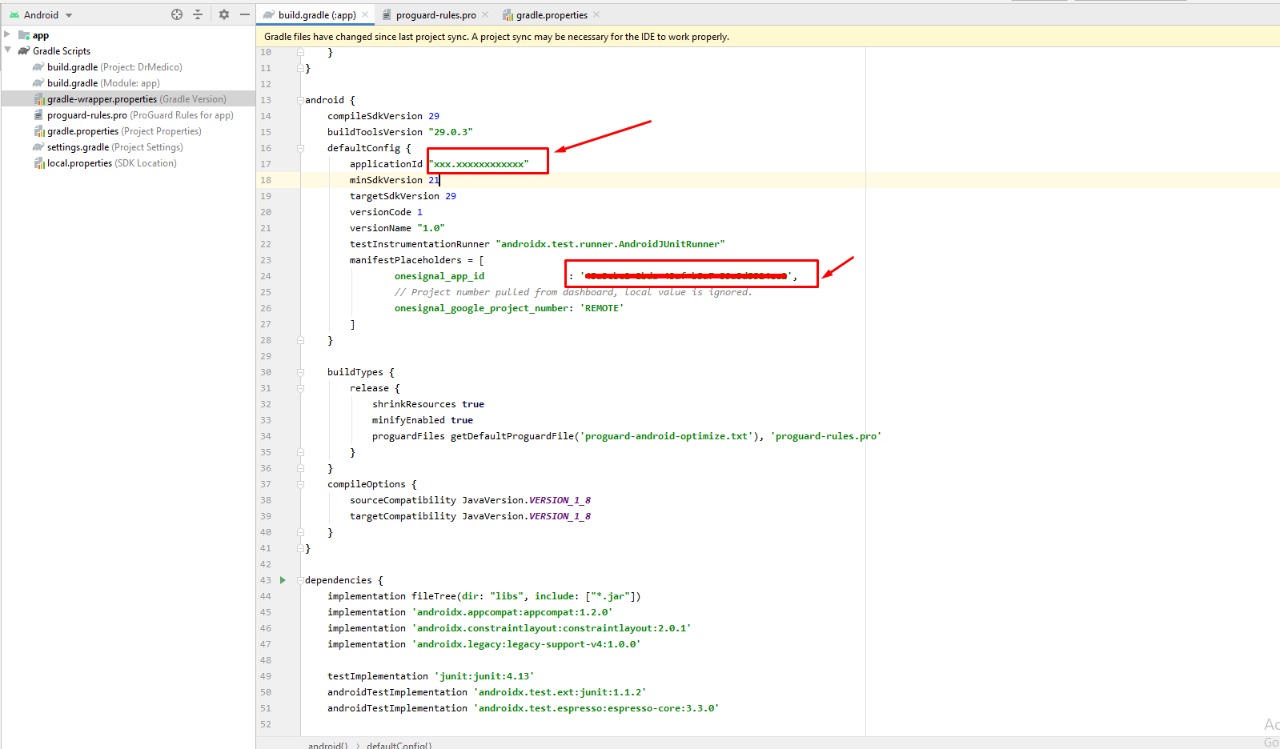 Android
build.gradle (:app)
proguard-rules.pro
gradle.properties
app
Gradle Scripts
build.gradle (Project: DrMedico)
build.gradle (Module: app)
gradle-wrapper.properties (Gradle Version)
proguard-rules.pro (ProGuard Rules for app)
gradle.properties (Project Properties)
settings.gradle (Project Settings)
local.properties (SDK Location)
Gradle files have changed since last project sync. A project sync may be necessary for the IDE to work properly.
10 }
11 }
12
13 android {
14 compileSdkVersion 29
15 buildToolsVersion "29.0.3"
16 defaultConfig {
17 applicationId "xxx.xxxxxxxxxxxx"
18 minSdkVersion 21
19 targetSdkVersion 29
20 versionCode 1
21 versionName "1.0"
22 testInstrumentationRunner "androidx.test.runner.AndroidJUnitRunner"
23 manifestPlaceholders = [
24 onesignal_app_id : '',
25 // Project number pulled from dashboard, local value is ignored.
26 onesignal_google_project_number: 'REMOTE'
27 ]
28 }
29
30 buildTypes {
31 release {
32 shrinkResources true
33 minifyEnabled true
34 proguardFiles getDefaultProguardFile('proguard-android-optimize.txt'), 'proguard-rules.pro'
35 }
36 }
37 compileOptions {
38 sourceCompatibility JavaVersion.VERSION_1_8
39 targetCompatibility JavaVersion.VERSION_1_8
40 }
41 }
42
43 dependencies {
44 implementation fileTree(dir: "libs", include: ["*.jar"])
45 implementation 'androidx.appcompat:appcompat:1.2.0'
46 implementation 'androidx.constraintlayout:constraintlayout:2.0.1'
47 implementation 'androidx.legacy:legacy-support-v4:1.0.0'
48
49 testImplementation 'junit:junit:4.13'
50 androidTestImplementation 'androidx.test.ext:junit:1.1.2'
51 androidTestImplementation 'androidx.test.espresso:espresso-core:3.3.0'
52
android{} › defaultConfig{}